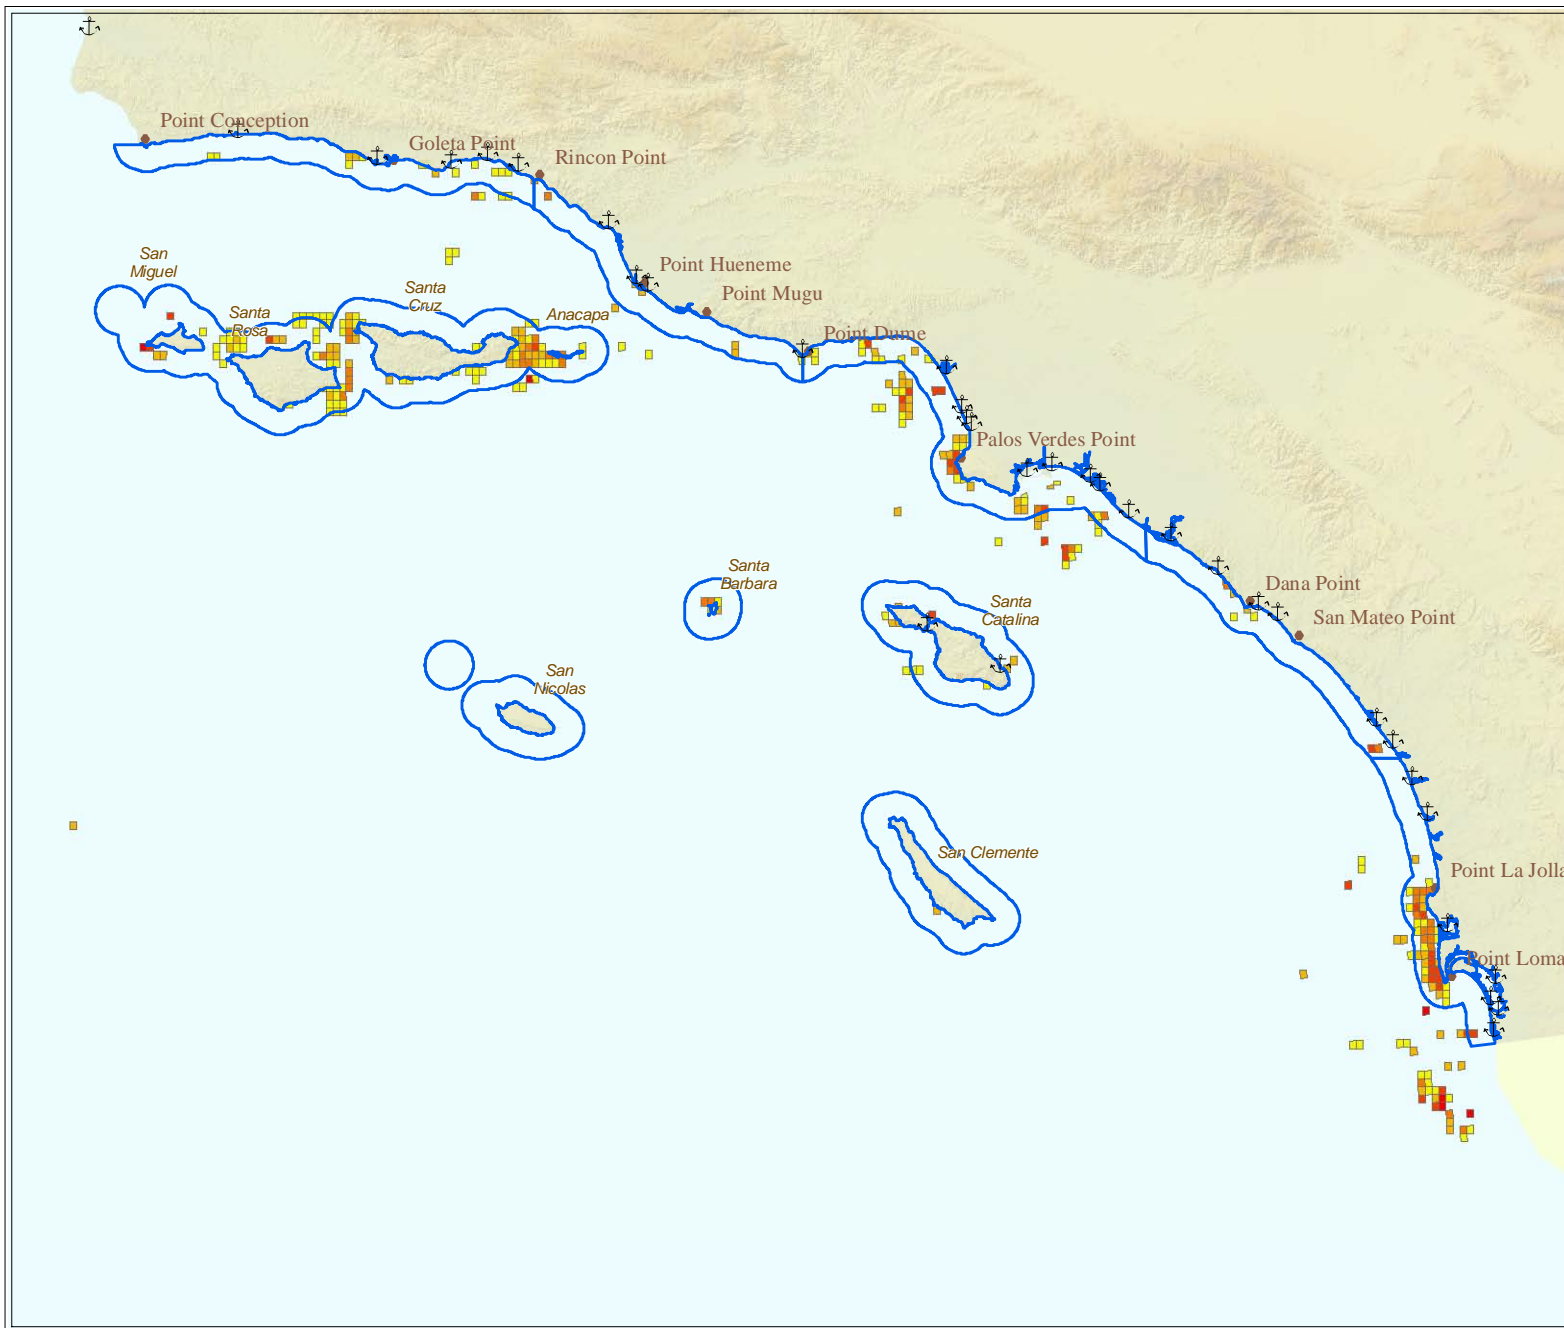 Point Conception
Goleta Point
Rincon Point
San
Miguel
Santa
Rosa
Santa
Cruz
Anacapa
Point Hueneme
Point Mugu
Point Dume
Palos Verdes Point
Santa
Barbara
Santa
Catalina
Dana Point
San Mateo Point
San
Nicolas
San Clemente
Point La Jolla
Point Loma